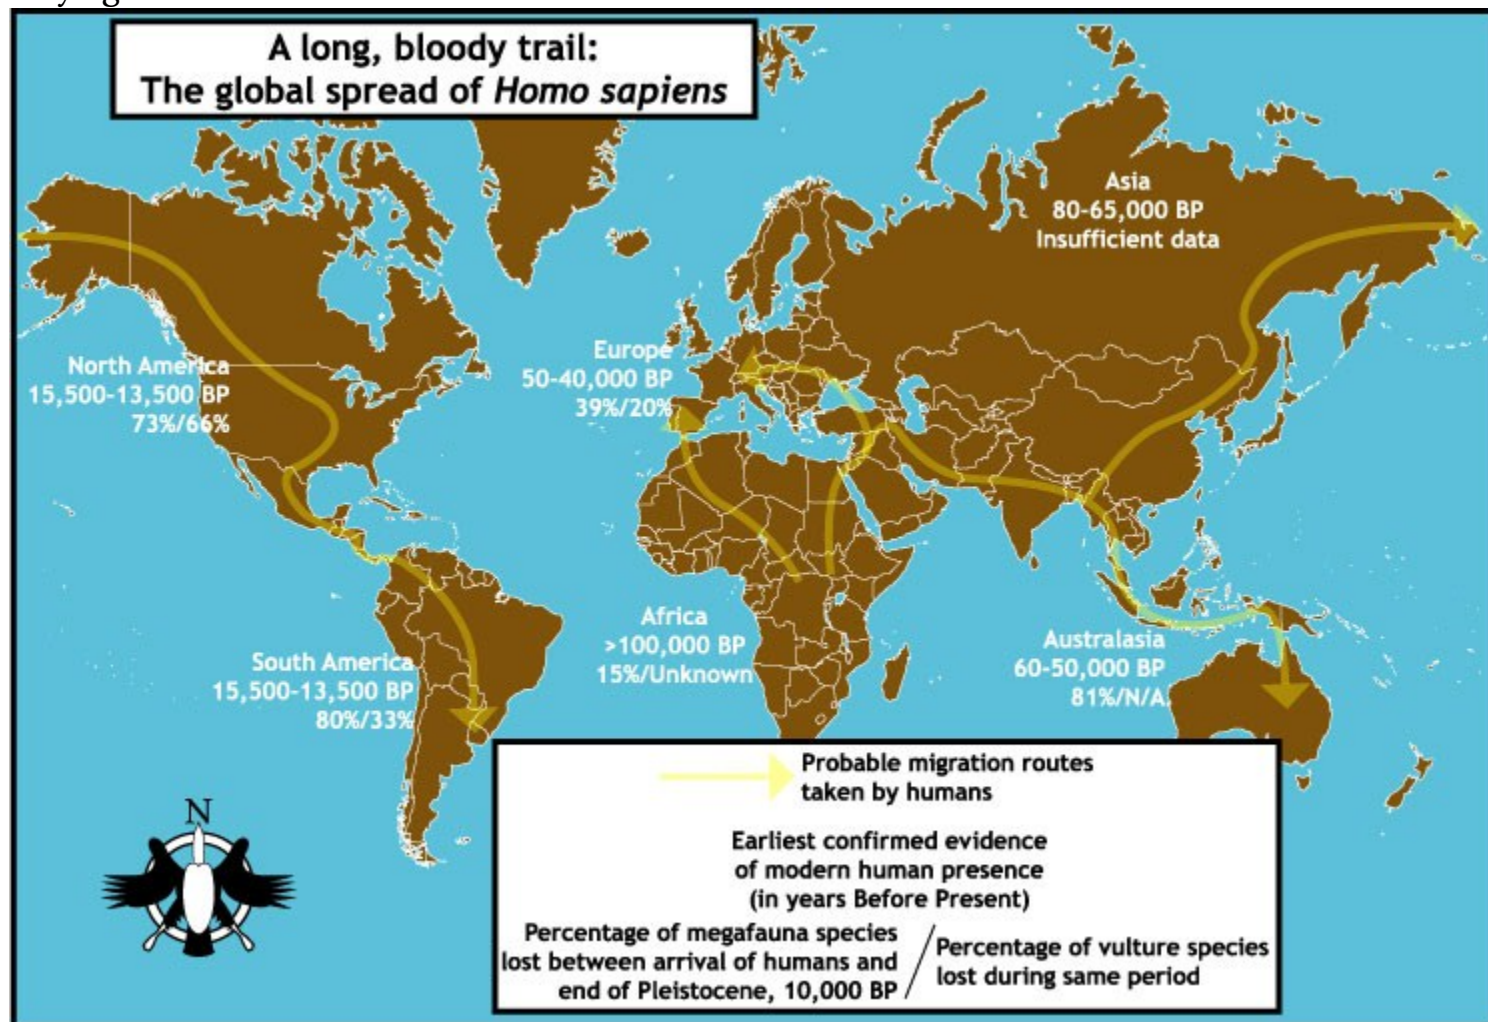 A long, bloody trail:
The global spread of Homo sapiens
Asia
80-65,000 BP
Insufficient data
Europe
50-40,000 BP
39%/20%
North America
15,500-13,500 BP
73%/66%
Africa
>100,000 BP
15%/Unknown
Australasia
60-50,000 BP
81%/N/A
South America
15,500-13,500 BP
80%/33%
Probable migration routes
taken by humans
Earliest confirmed evidence
of modern human presence
(in years Before Present)
Percentage of megafauna species
lost between arrival of humans and
end of Pleistocene, 10,000 BP
/
Percentage of vulture species
lost during same period
N